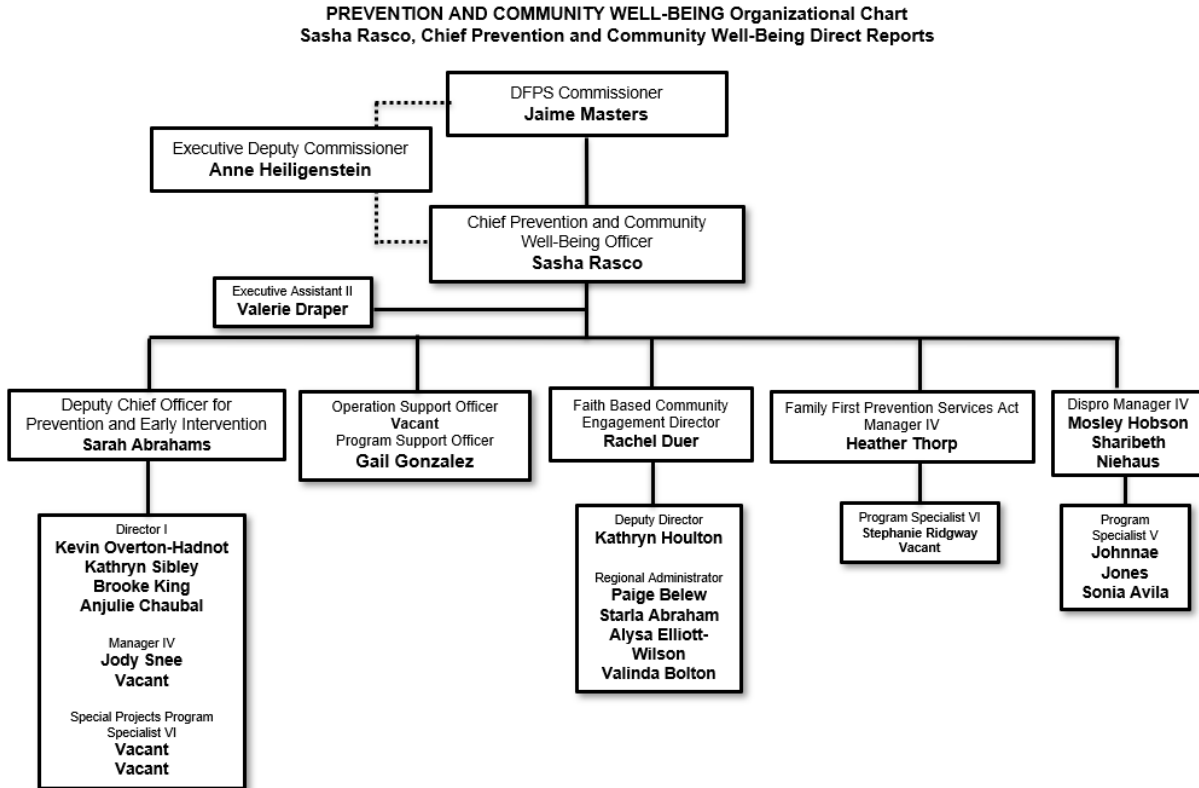 PREVENTION AND COMMUNITY WELL-BEING Organizational Chart
Sasha Rasco, Chief Prevention and Community Well-Being Direct Reports
DFPS Commissioner
Jaime Masters
Executive Deputy Commissioner
Anne Heiligenstein
Chief Prevention and Community
Well-Being Officer
Sasha Rasco
Executive Assistant II
Valerie Draper
Deputy Chief Officer for
Prevention and Early Intervention
Sarah Abrahams
Operation Support Officer
Vacant
Program Support Officer
Gail Gonzalez
Faith Based Community
Engagement Director
Rachel Duer
Family First Prevention Services Act
Manager IV
Heather Thorp
Dispro Manager IV
Mosley Hobson
Sharibeth
Niehaus
Director I
Kevin Overton-Hadnot
Kathryn Sibley
Brooke King
Anjulie Chaubal
Manager IV
Jody Snee
Vacant
Special Projects Program
Specialist VI
Vacant
Vacant
Deputy Director
Kathryn Houlton
Regional Administrator
Paige Belew
Starla Abraham
Alysa Elliott-
Wilson
Valinda Bolton
Program Specialist VI
Stephanie Ridgway
Vacant
Program
Specialist V
Johnnae
Jones
Sonia Avila